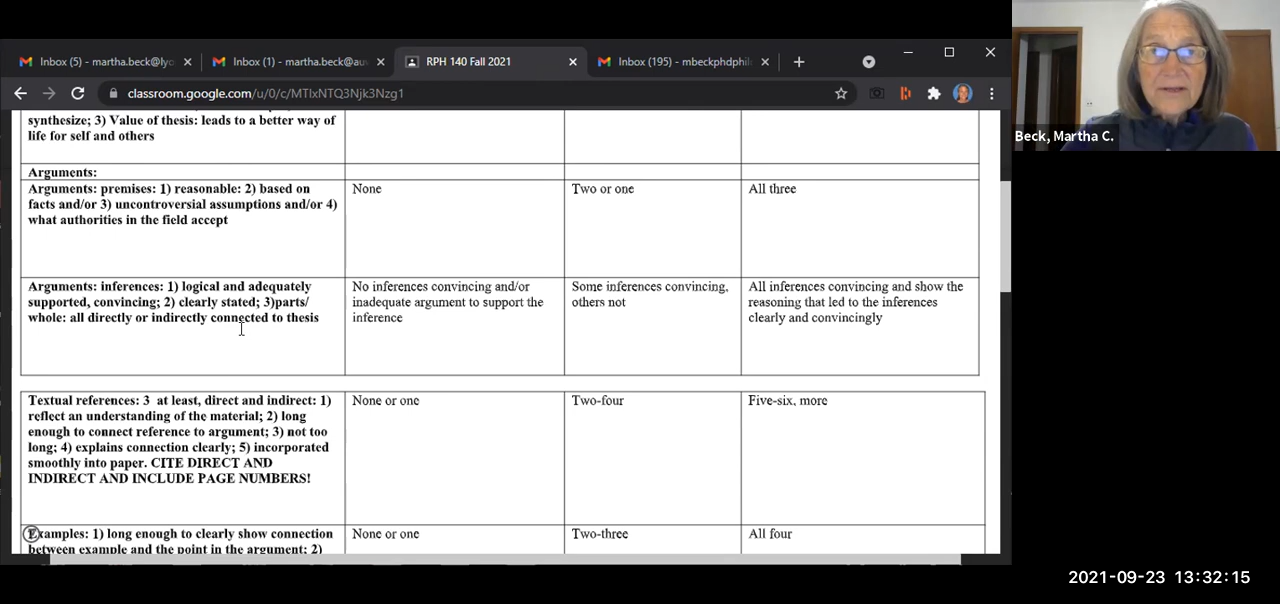 Inbox (5) - martha.beck@lyo
Inbox (1) - martha.beck@au
RPH 140 Fall 2021
Inbox (195) - mbeckphdphil
classroom.google.com/u/0/c/MTIxNTQ3Njk3Nzg1
Beck, Martha C.
synthesize; 3) Value of thesis: leads to a better way of
life for self and others
Arguments:
Arguments: premises: 1) reasonable: 2) based on
facts and/or 3) uncontroversial assumptions and/or 4)
what authorities in the field accept
None
Two or one
All three
Arguments: inferences: 1) logical and adequately
supported, convincing; 2) clearly stated; 3)parts/
whole: all directly or indirectly connected to thesis
No inferences convincing and/or
inadequate argument to support the
inference
Some inferences convincing,
others not
All inferences convincing and show the
reasoning that led to the inferences
clearly and convincingly
Textual references: 3 at least, direct and indirect: 1)
reflect an understanding of the material; 2) long
enough to connect reference to argument; 3) not too
long; 4) explains connection clearly; 5) incorporated
smoothly into paper. CITE DIRECT AND
INDIRECT AND INCLUDE PAGE NUMBERS!
None or one
Two-four
Five-six, more
Examples: 1) long enough to clearly show connection
between example and the point in the argument; 2)
None or one
Two-three
All four
2021-09-23 13:32:15